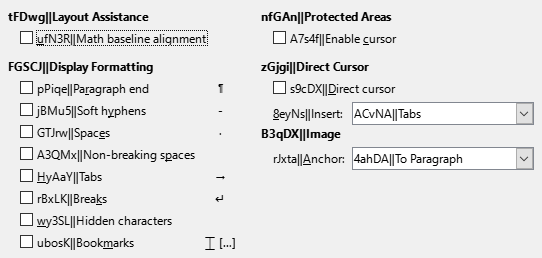 tFDwg||Layout Assistance
ufN3R||Math baseline alignment
FGSCJ||Display Formatting
pPiqe||Paragraph end ¶
jBMu5||Soft hyphens -
GTJrw||Spaces ·
A3QMx||Non-breaking spaces
HyAaY||Tabs →
rBxLK||Breaks ↵
wy3SL||Hidden characters
ubosK||Bookmarks ⌶ [...]
nfGAn||Protected Areas
A7s4f||Enable cursor
zGjgi||Direct Cursor
s9cDX||Direct cursor
8eyNs||Insert: ACvNA||Tabs
B3qDX||Image
rJxta||Anchor: 4ahDA||To Paragraph